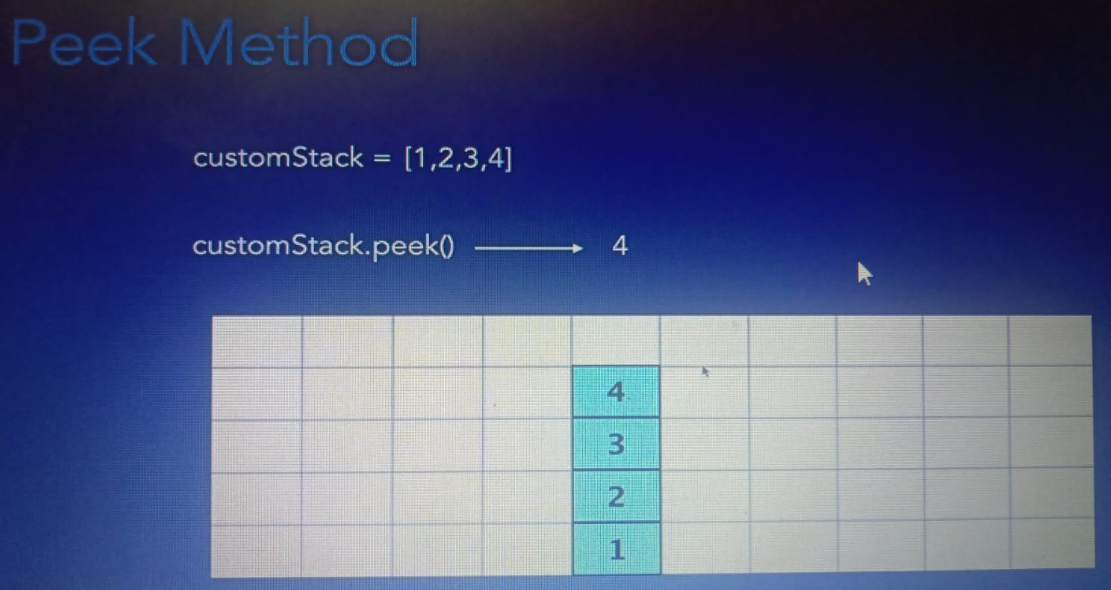 Peek Method
customStack = [1,2,3,4]
customStack.peek() 4
4
3
2
1